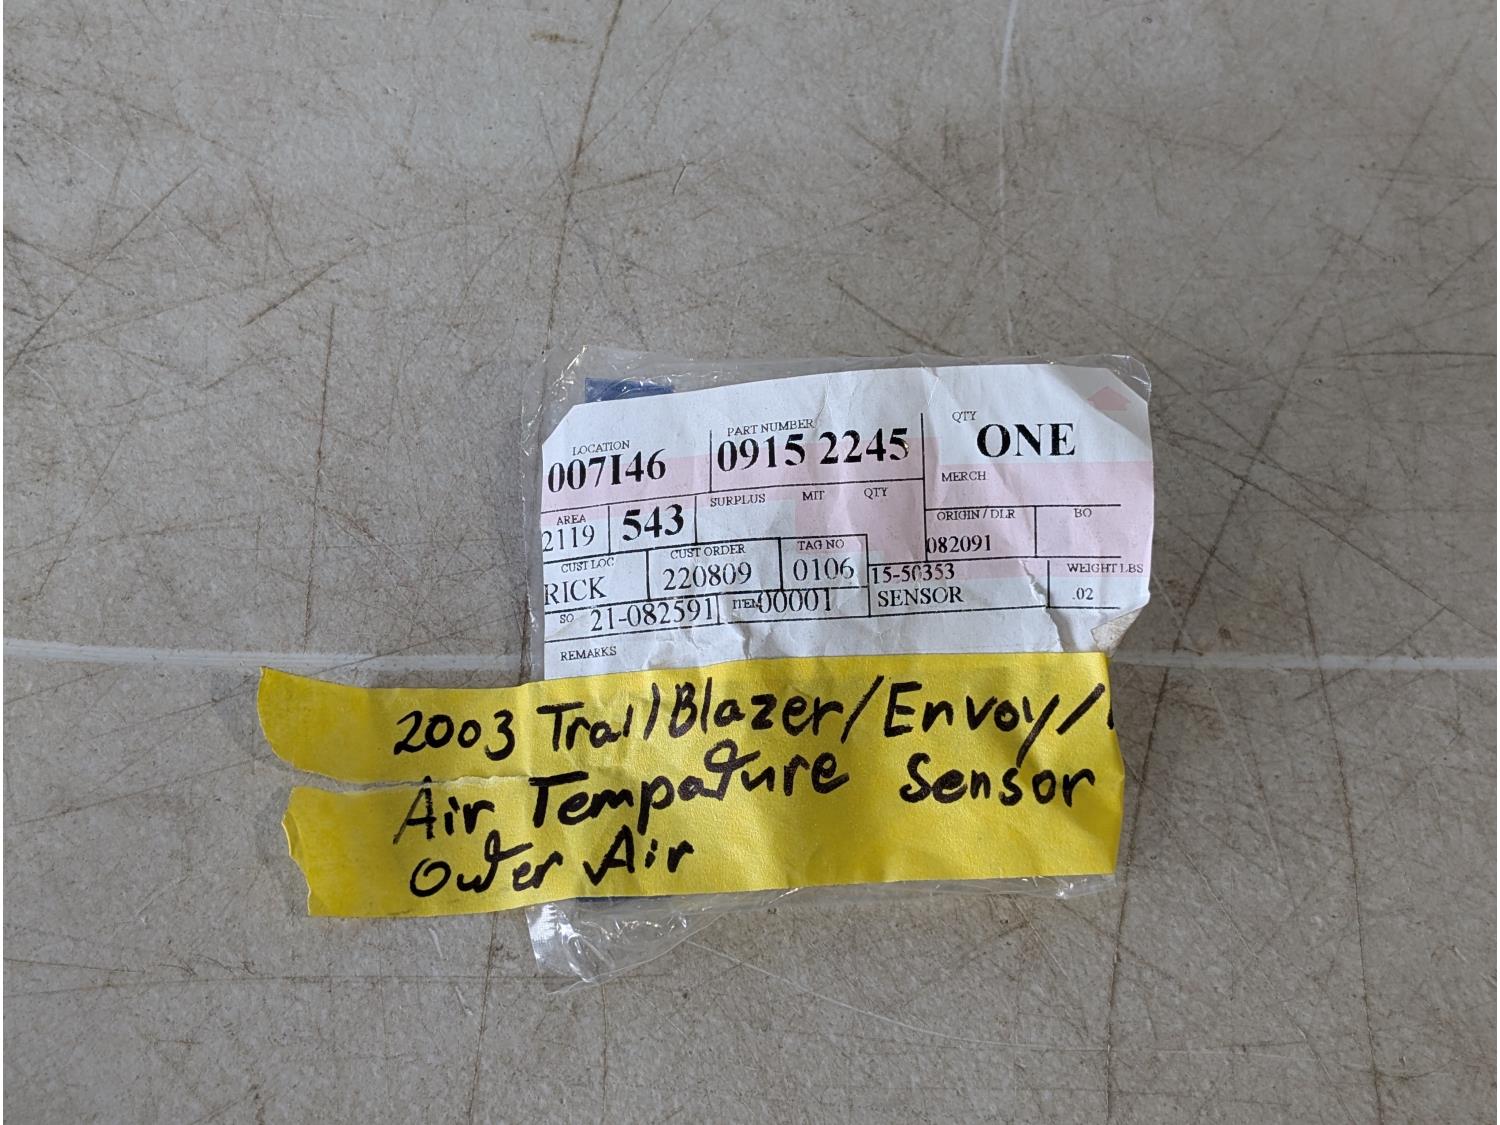 LOCATION PART NUMBER QTY
007I46 0915 2245 ONE
AREA SURPLUS MIT QTY MERCH
2119 543 ORIGIN / DLR BO
CUST LOC CUST ORDER TAG NO 082091
RICK 220809 0106 15-50353 WEIGHT LBS
SO 21-082591 ITEM 00001 SENSOR .02
REMARKS
2003 TrailBlazer/Envoy/
Air Tempature Sensor
Outer Air